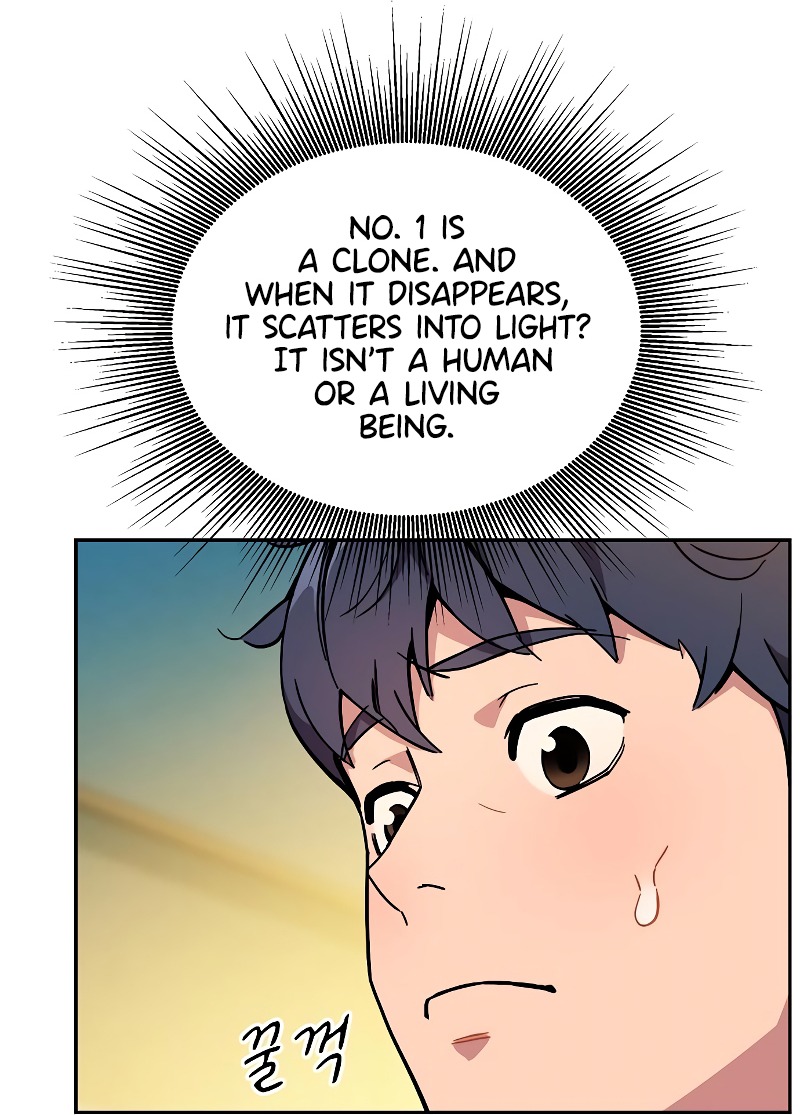 NO. 1 IS
A CLONE. AND
WHEN IT DISAPPEARS,
IT SCATTERS INTO LIGHT?
IT ISN'T A HUMAN
OR A LIVING
BEING.
꿀꺽